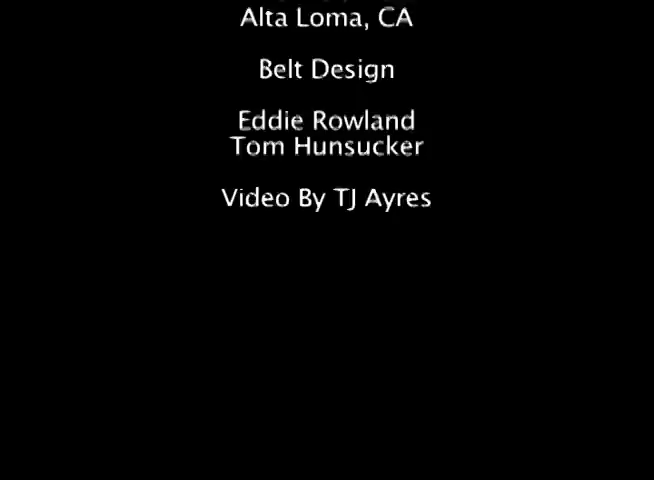 Alta Loma, CA
Belt Design
Eddie Rowland
Tom Hunsucker
Video By TJ Ayres